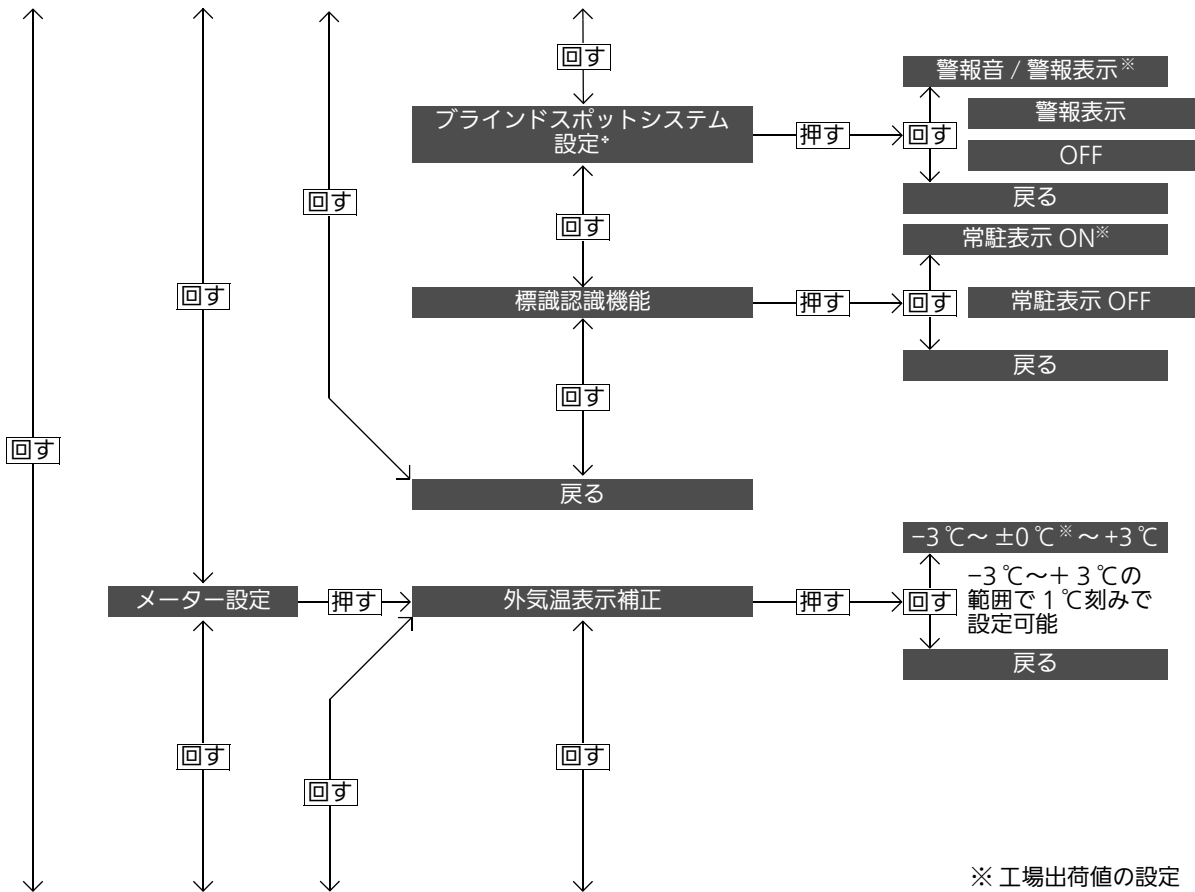 回す
警報音 / 警報表示※
ブラインドスポットシステム
設定*
押す
回す
警報表示
OFF
戻る
回す
回す
常駐表示 ON※
回す
標識認識機能
押す
回す
常駐表示 OFF
戻る
回す
回す
戻る
−3 ℃～ ±0 ℃※～ +3 ℃
メーター設定
押す
外気温表示補正
押す
回す
−3 ℃～＋ 3 ℃の
範囲で 1 ℃刻みで
設定可能
戻る
回す
回す
回す
※ 工場出荷値の設定